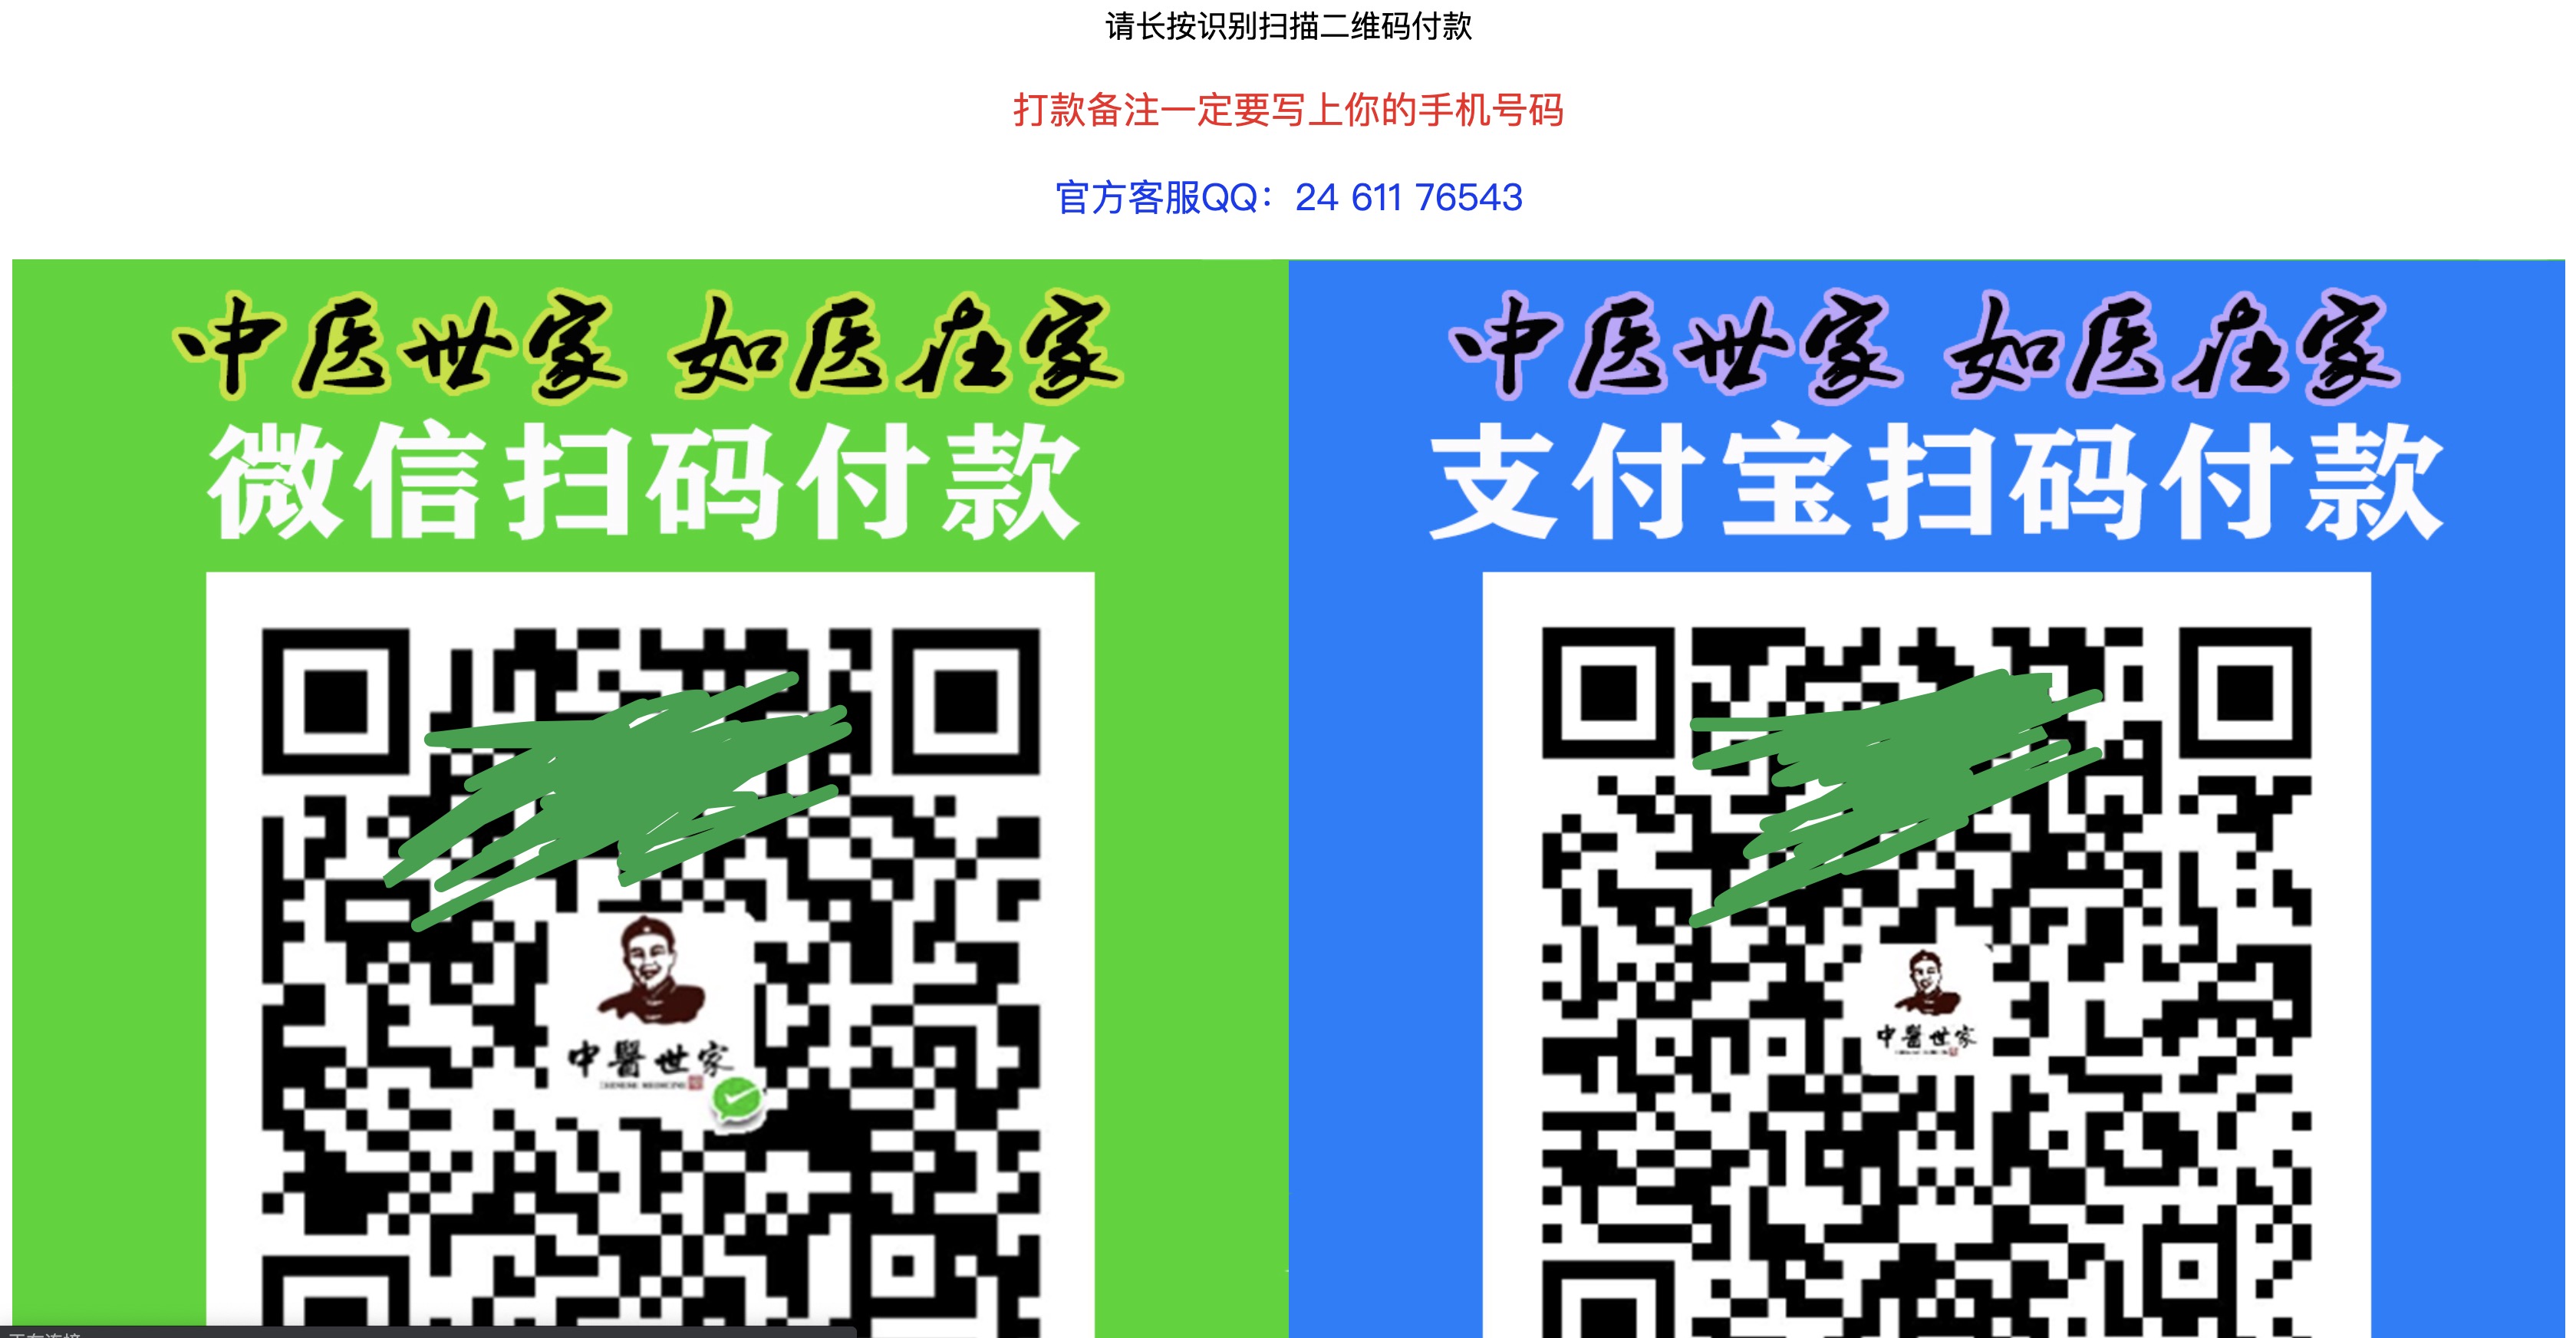 请长按识别扫描二维码付款
打款备注一定要写上你的手机号码
官方客服QQ：24 611 76543
中医世家 如医在家
微信扫码付款
中医世家 如医在家
支付宝扫码付款
中醫世家
中醫世家